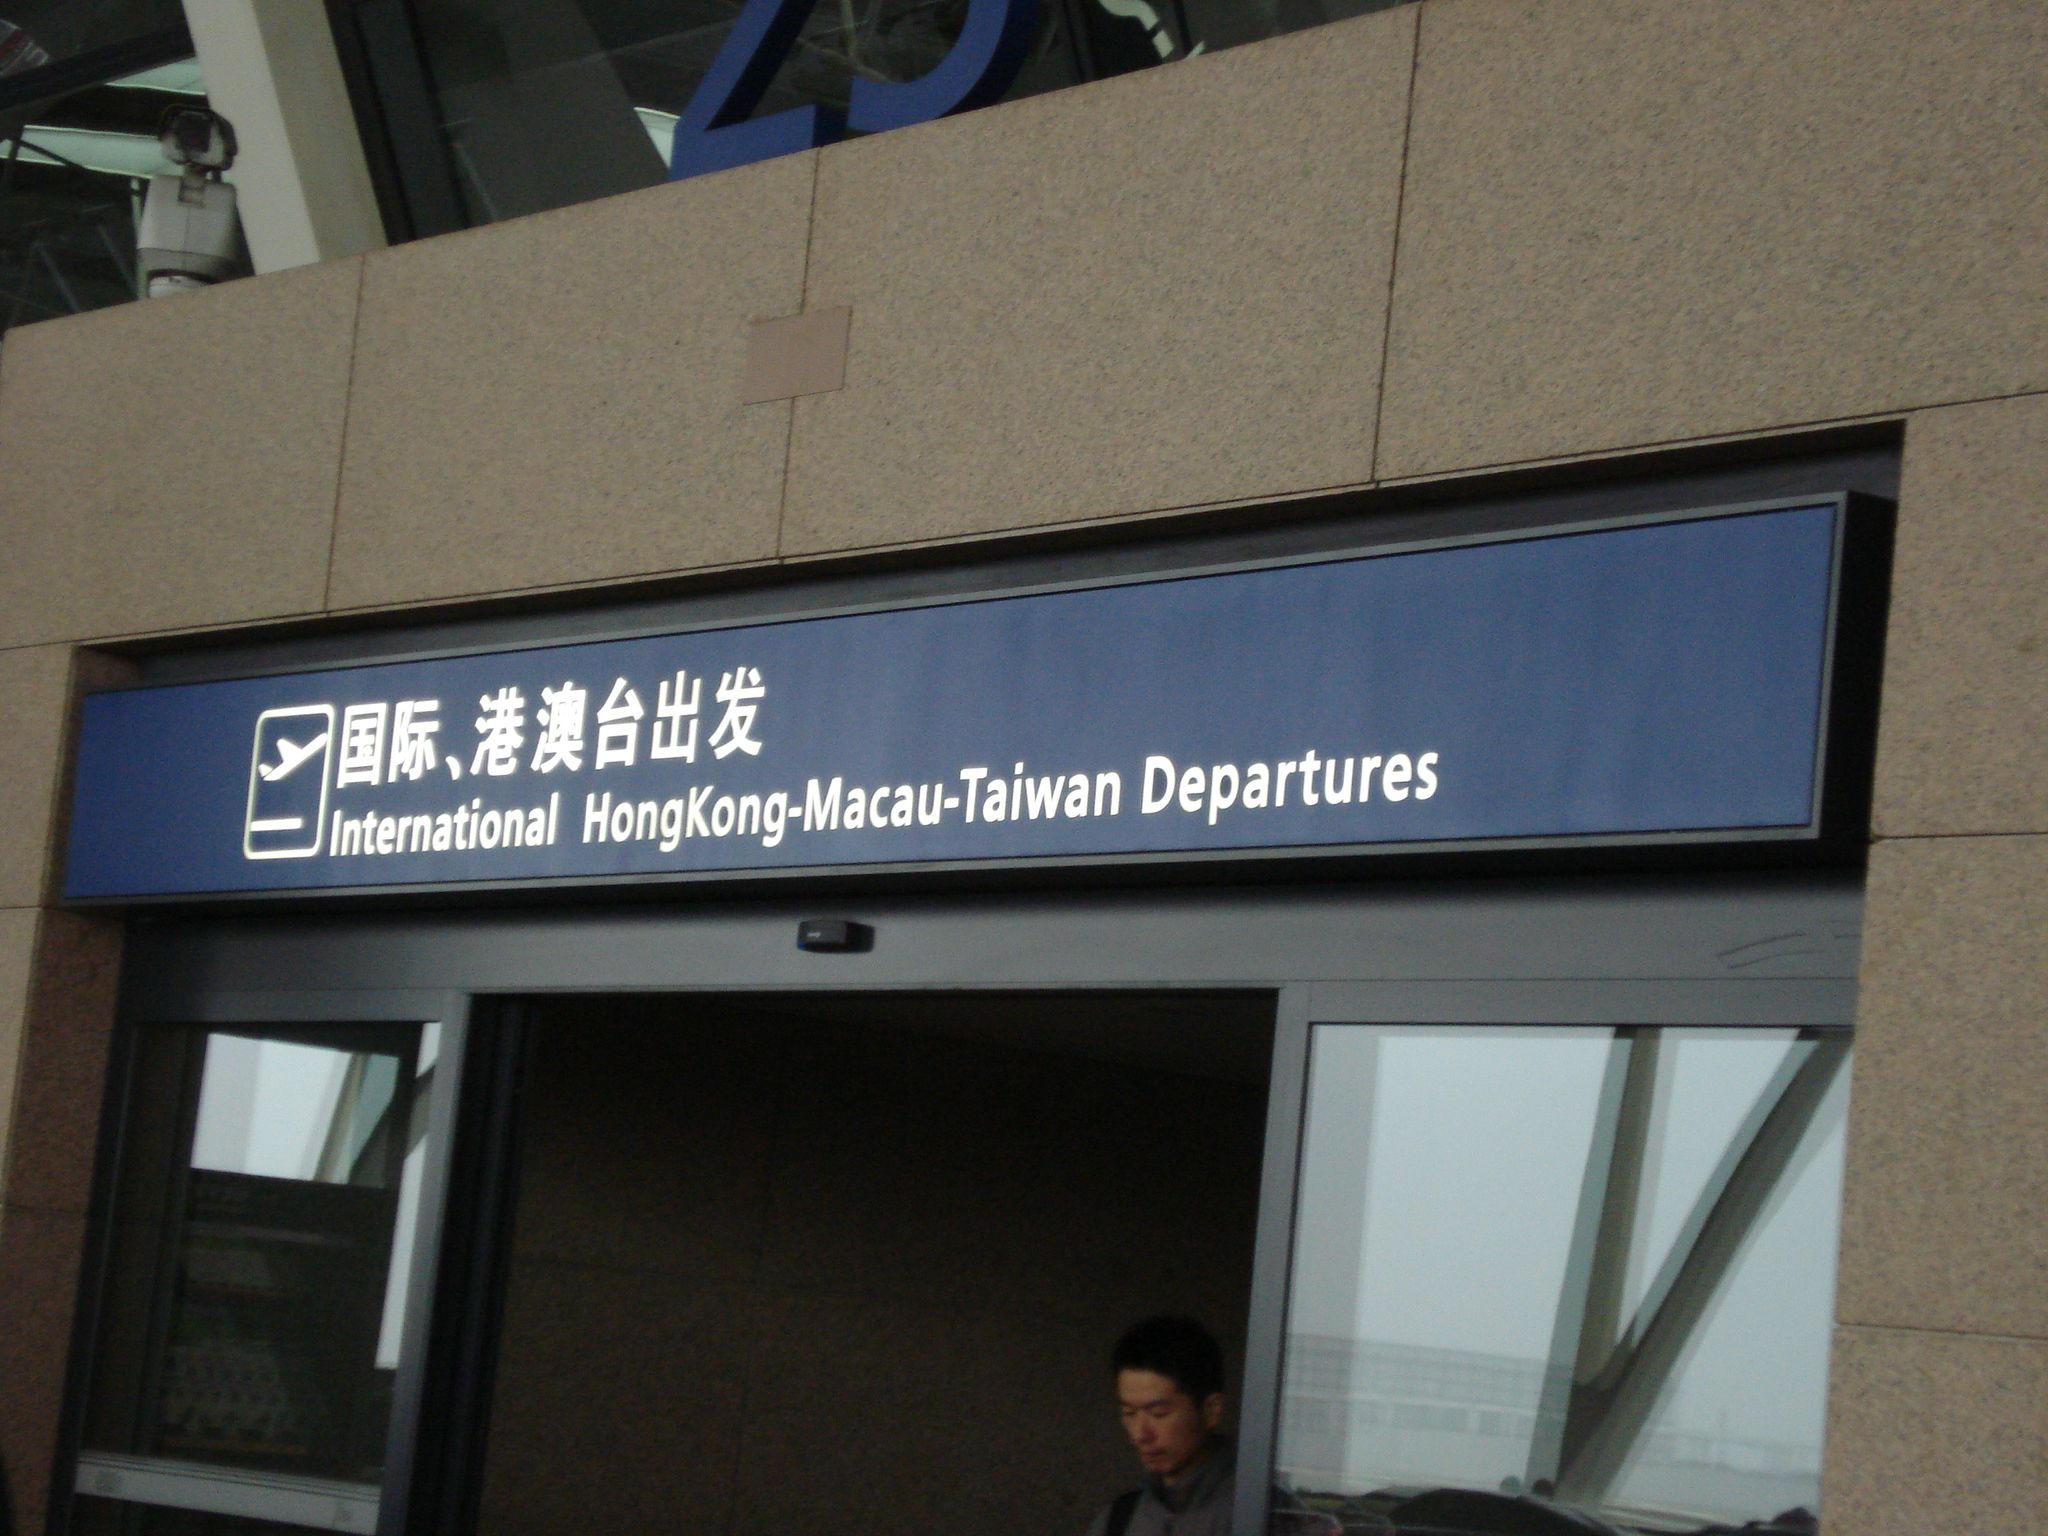 国际、港澳台出发
International HongKong-Macau-Taiwan Departures